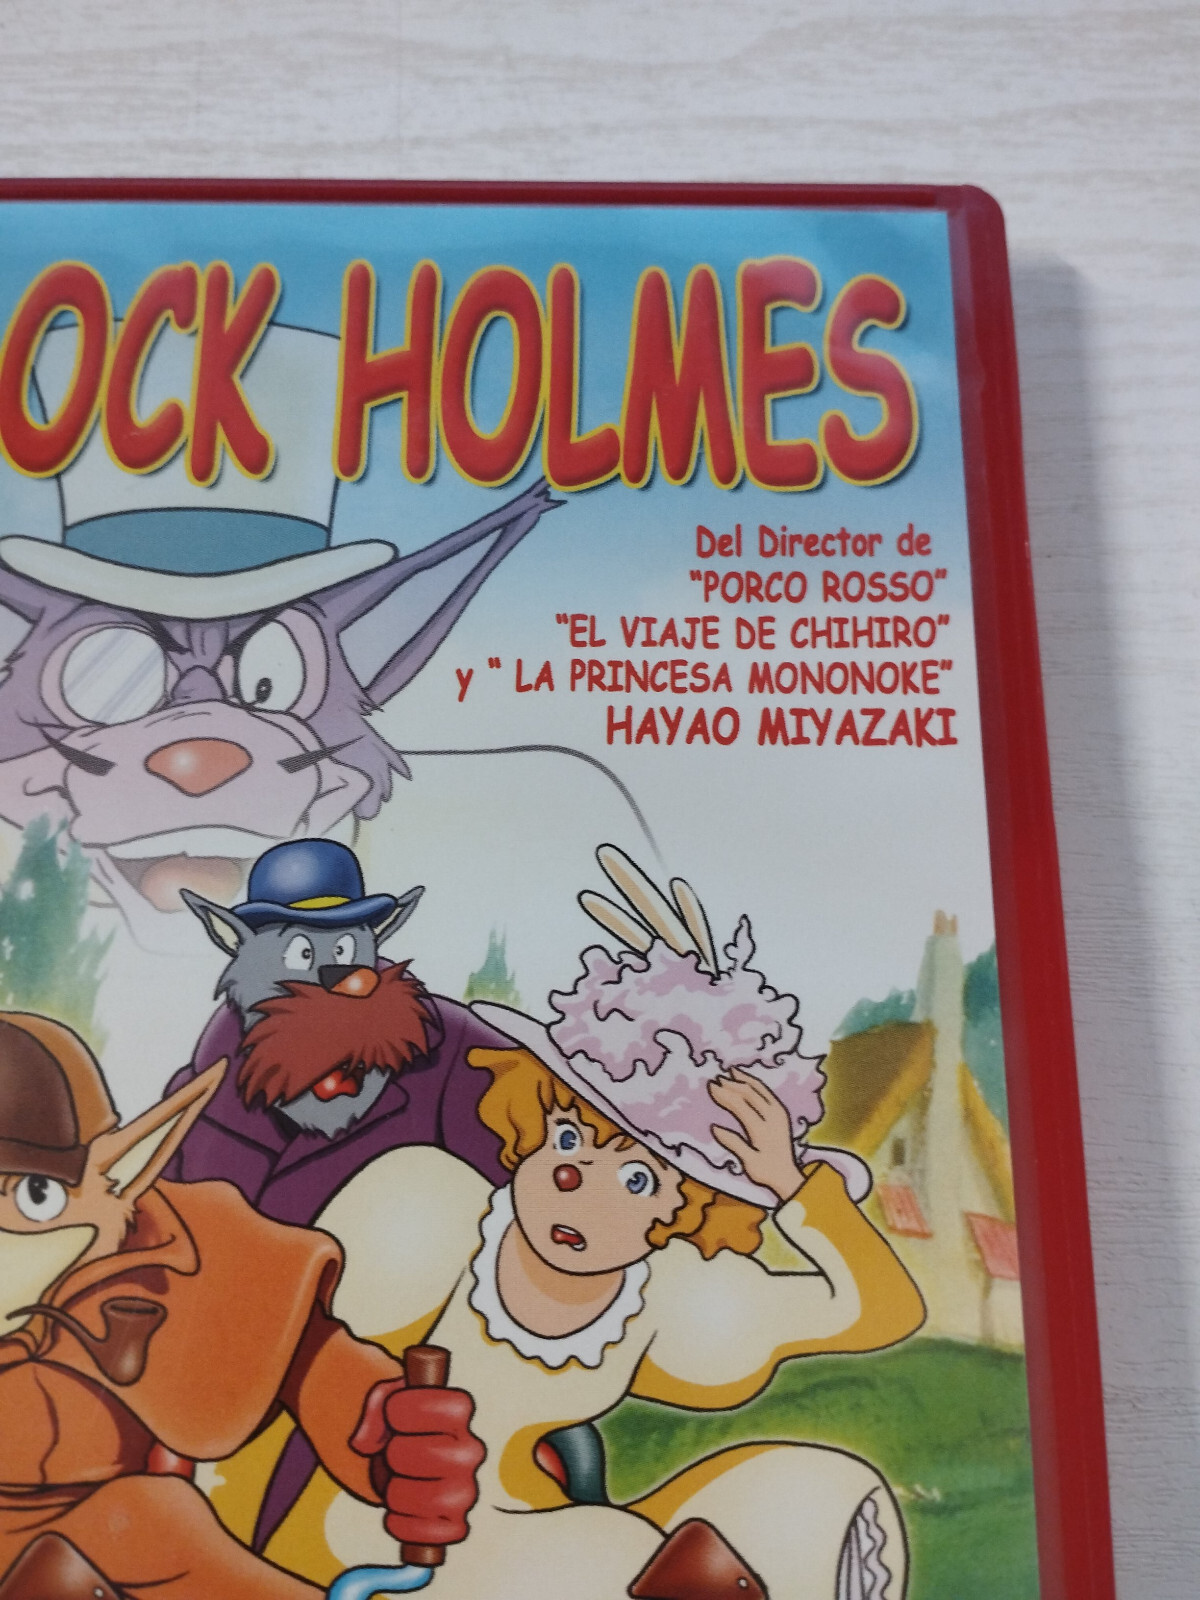 OCK HOLMES
Del Director de
"PORCO ROSSO"
"EL VIAJE DE CHIHIRO"
y " LA PRINCESA MONONOKE"
HAYAO MIYAZAKI